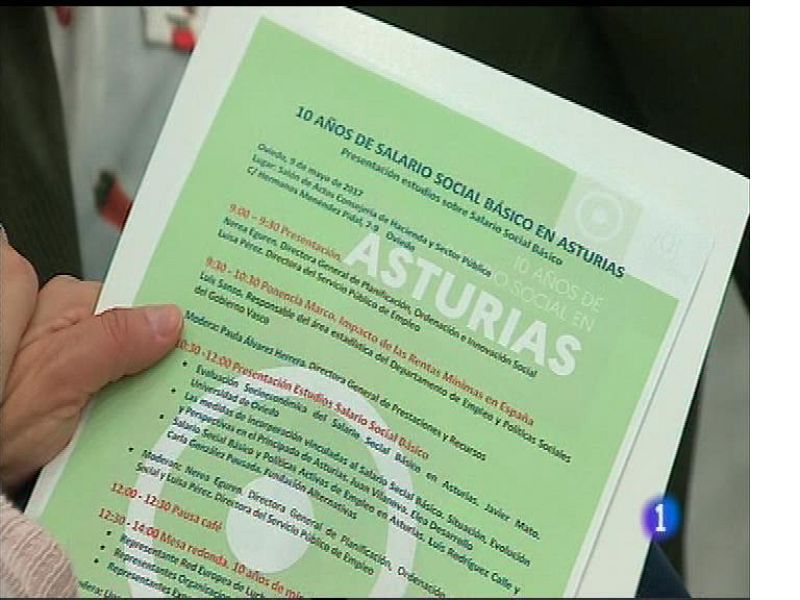 10 AÑOS DE SALARIO SOCIAL BÁSICO EN ASTURIAS
Presentación estudios sobre Salario Social Básico
Oviedo, 9 de mayo de 2017
Lugar: Salón de Actos Consejería de Hacienda y Sector Público
C/ Hermanos Menéndez Pidal, 7-9 Oviedo
9:00 – 9:30 Presentación.
Nerea Eguren. Directora General de Planificación, Ordenación e Innovación Social
Luisa Pérez. Directora del Servicio Público de Empleo
10 AÑOS DE
O SOCIAL EN
ASTURIAS
9:30 - 10:30 Ponencia Marco. Impacto de las Rentas Mínimas en España
Luis Sanzo. Responsable del área estadística del Departamento de Empleo y Políticas Sociales
del Gobierno Vasco
Modera: Paula Álvarez Herrera. Directora General de Prestaciones y Recursos
10:30 -12:00 Presentación Estudios Salario Social Básico
• Evaluación Socioeconómica del Salario Social Básico en Asturias. Javier Mato.
Universidad de Oviedo
• Las medidas de incorporación vinculadas al Salario Social Básico. Situación, Evolución
y Perspectivas en el Principado de Asturias. Juan Vilanova. Elea Desarrollo
• Salario Social Básico y Políticas Activas de Empleo en Asturias. Luis Rodríguez Calle y
Carla González Pausada. Fundación Alternativas
• Moderan: Nerea Eguren. Directora General de Planificación, Ordenación
Social y Luisa Pérez. Directora del Servicio Público de Empleo
12:00 - 12:30 Pausa café
12:30 - 14:00 Mesa redonda. 10 años de
• Representante Red Europea de
• Representantes
• Representantes
1